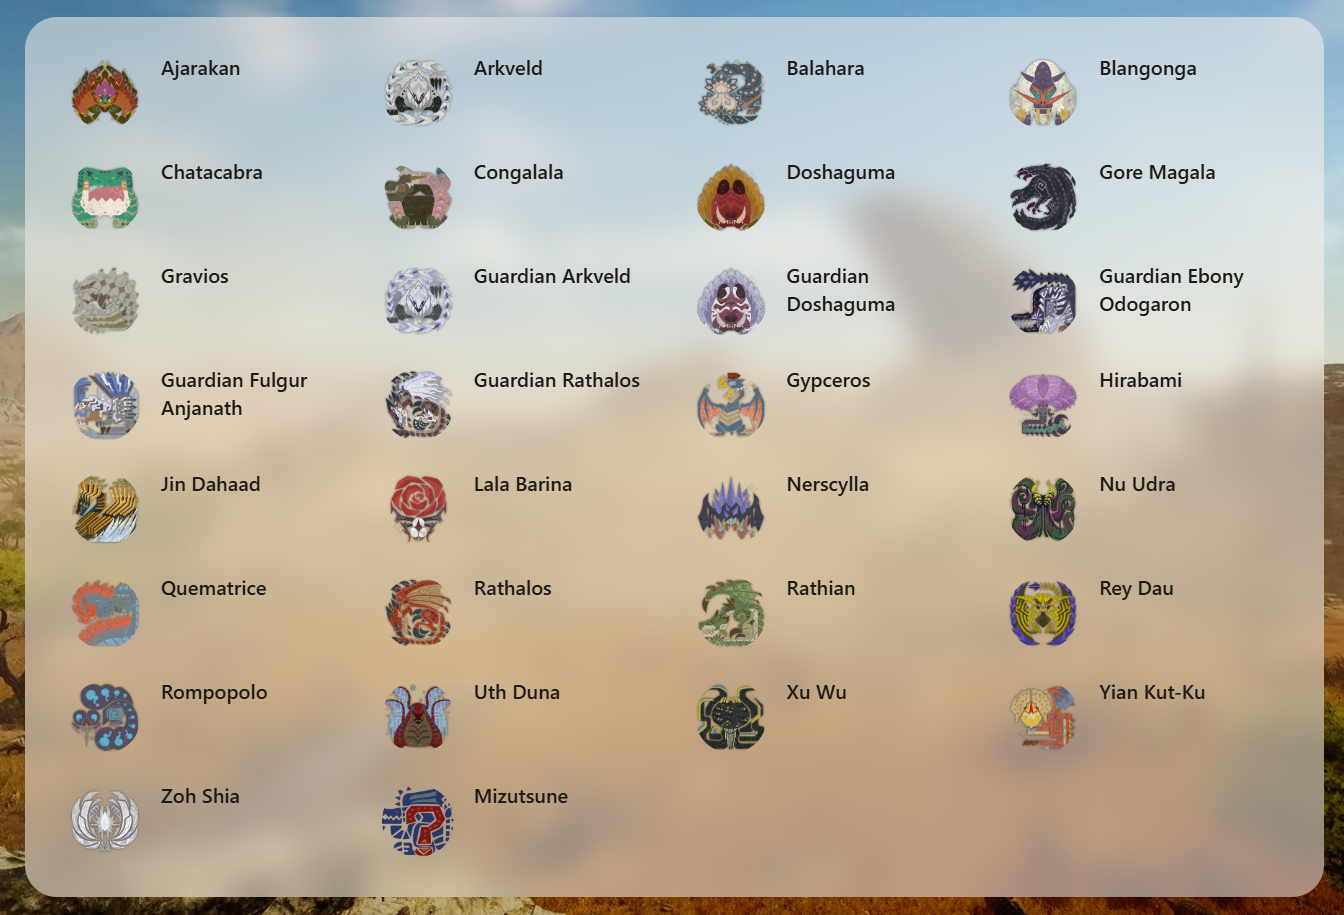 Ajarakan
Arkveld
Balahara
Blangonga
Chatacabra
Congalala
Doshaguma
Gore Magala
Gravios
Guardian Arkveld
Guardian
Doshaguma
Guardian Ebony
Odogaron
Guardian Fulgur
Anjanath
Guardian Rathalos
Gypceros
Hirabami
Jin Dahaad
Lala Barina
Nerscylla
Nu Udra
Quematrice
Rathalos
Rathian
Rey Dau
Rompopolo
Uth Duna
Xu Wu
Yian Kut-Ku
Zoh Shia
Mizutsune